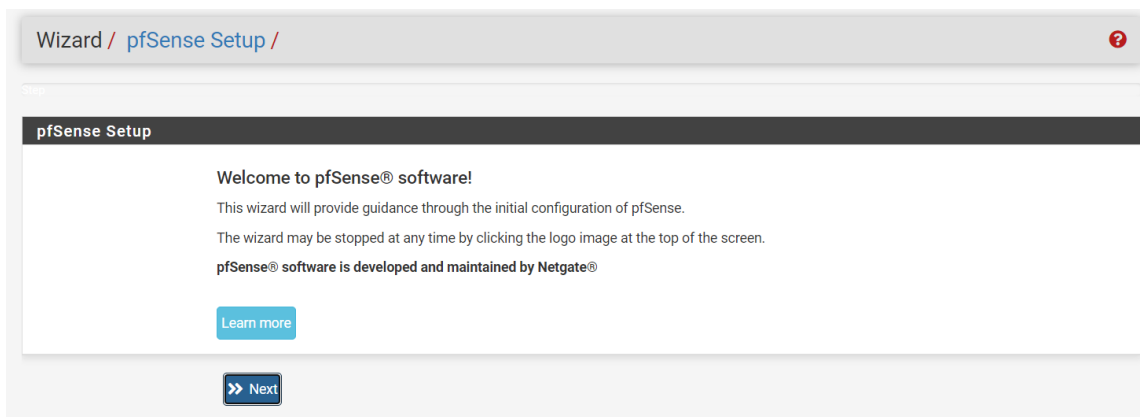 Wizard / pfSense Setup /
Step
pfSense Setup
Welcome to pfSense® software!
This wizard will provide guidance through the initial configuration of pfSense.
The wizard may be stopped at any time by clicking the logo image at the top of the screen.
pfSense® software is developed and maintained by Netgate®
Learn more
Next